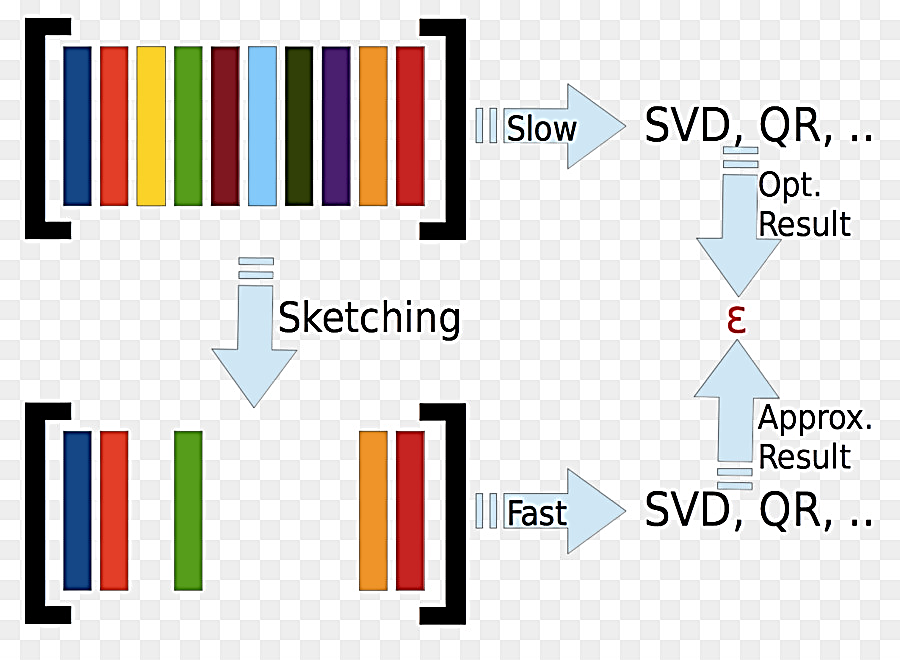 Slow
SVD, QR, ..
Opt.
Result
Sketching
ε
Approx.
Result
Fast
SVD, QR, ..